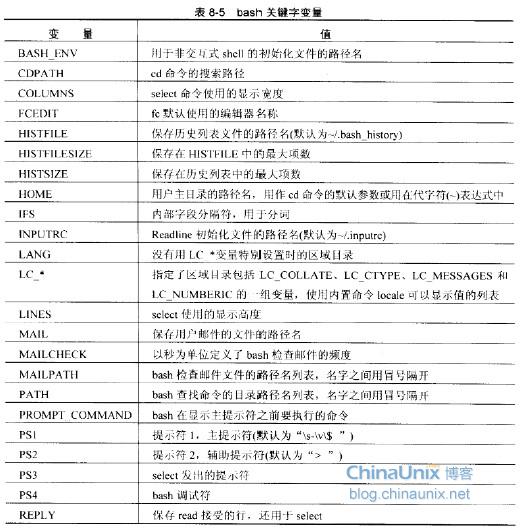 表 8-5 bash 关键字变量
变 量 值
BASH_ENV 用于非交互式 shell 的初始化文件的路径名
CDPATH cd 命令的搜索路径
COLUMNS select 命令使用的显示宽度
FCEDIT fc 默认使用的编辑器名称
HISTFILE 保存历史列表文件的路径名(默认为~/.bash_history)
HISTFILESIZE 保存在 HISTFILE 中的最大项数
HISTSIZE 保存在历史列表中的最大项数
HOME 用户主目录的路径名，用作 cd 命令的默认参数或用在代字符(~)表达式中
IFS 内部字段分隔符，用于分词
INPUTRC Readline 初始化文件的路径名(默认为~/.inputrc)
LANG 没有用 LC_*变量特别设置时的区域目录
LC_* 指定了区域目录包括 LC_COLLATE、LC_CTYPE、LC_MESSAGES 和
LC_NUMBERIC 的一组变量，使用内置命令 locale 可以显示值的列表
LINES select 使用的显示高度
MAIL 保存用户邮件的文件的路径名
MAILCHECK 以秒为单位定义了 bash 检查邮件的频度
MAILPATH bash 检查邮件文件的路径名列表，名字之间用冒号隔开
PATH bash 查找命令的目录路径名列表，名字之间用冒号隔开
PROMPT_COMMAND bash 在显示主提示符之前要执行的命令
PS1 提示符 1，主提示符(默认为“\s-\v\$ ”)
PS2 提示符 2，辅助提示符(默认为“> ”)
PS3 select 发出的提示符
PS4 bash 调试符
REPLY 保存 read 接受的行，还用于 select
ChinaUnix 博客
blog.chinaunix.net